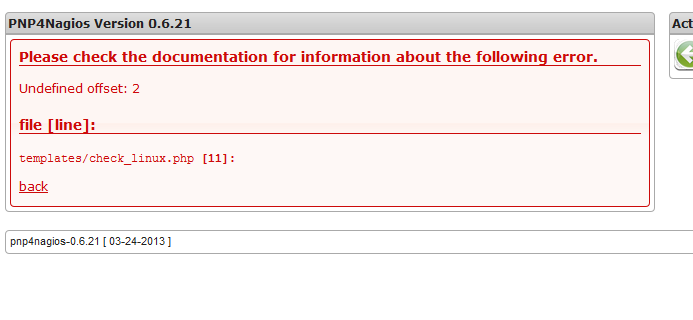 PNP4Nagios Version 0.6.21
Please check the documentation for information about the following error.
Undefined offset: 2
file [line]:
templates/check_linux.php [11]:
back
pnp4nagios-0.6.21 [ 03-24-2013 ]
Act